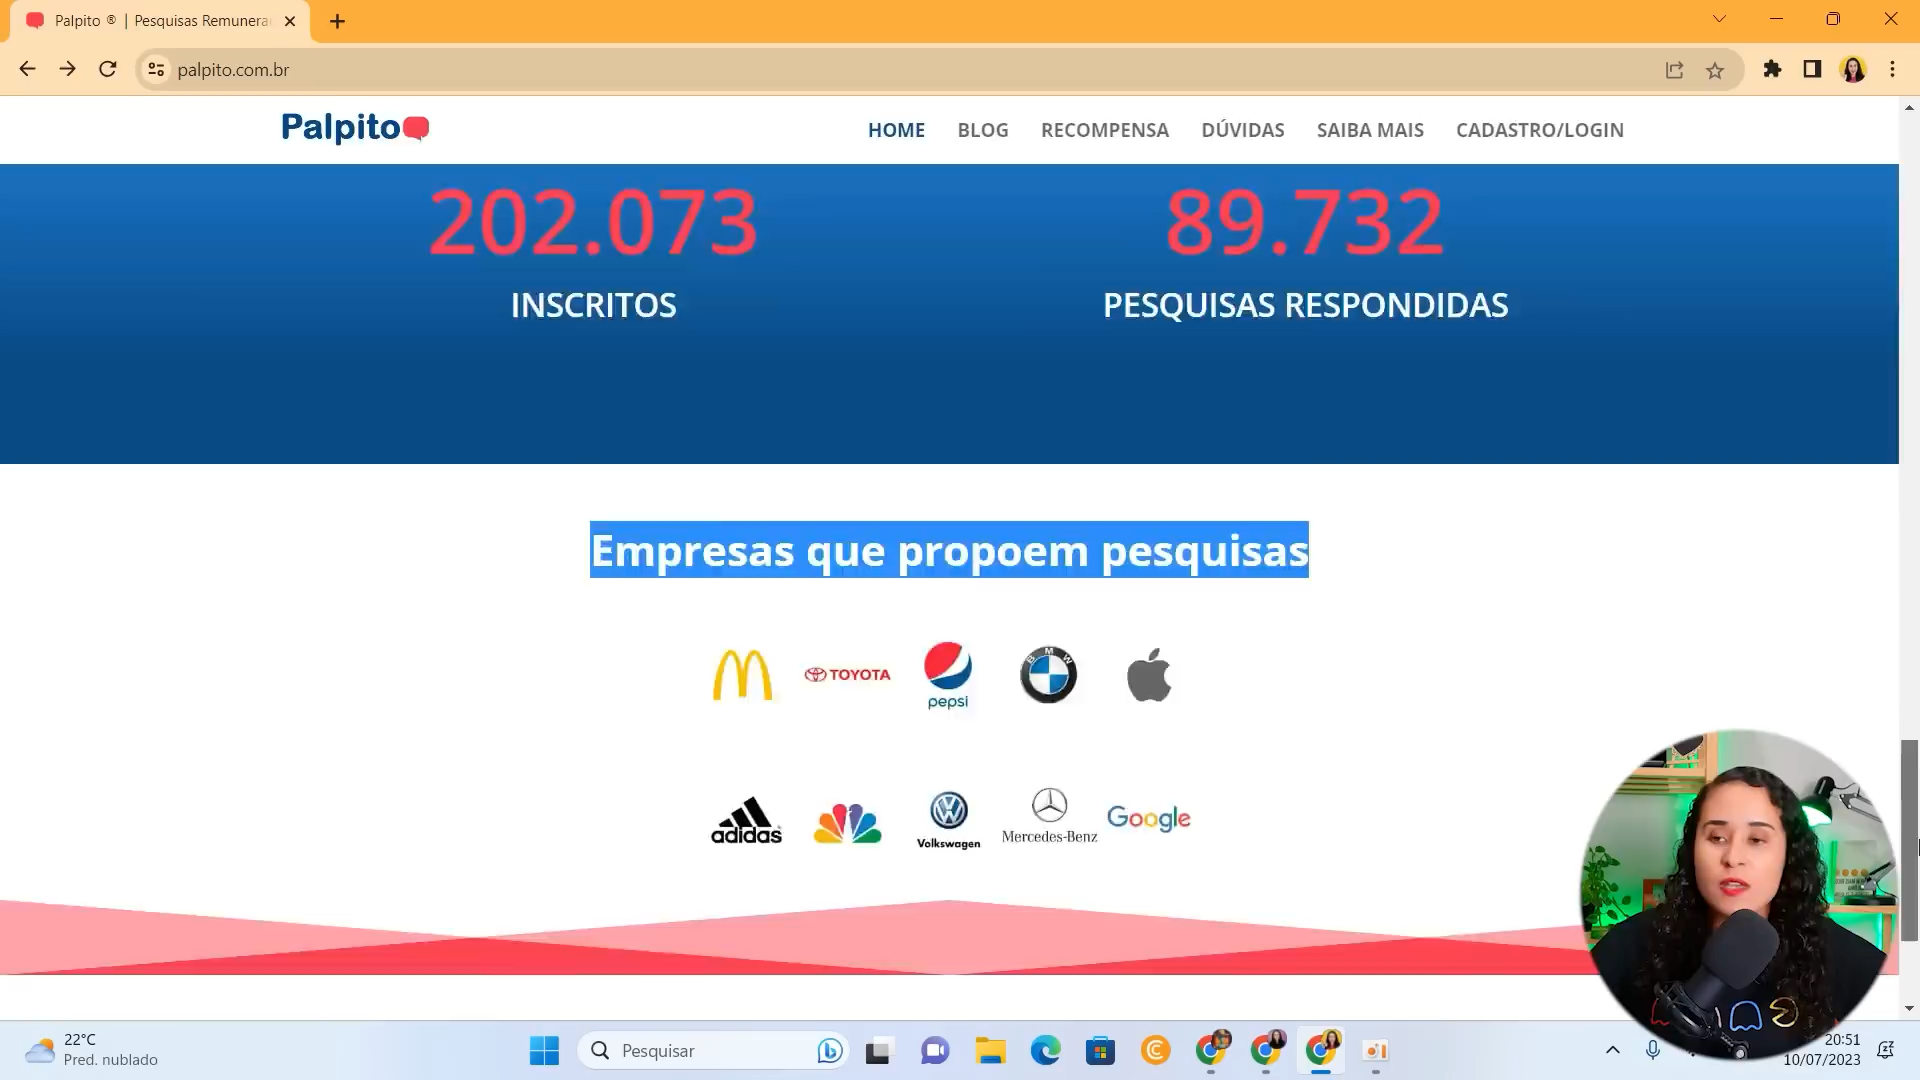 Palpito ® | Pesquisas Remunera
palpito.com.br
Palpito
HOME BLOG RECOMPENSA DÚVIDAS SAIBA MAIS CADASTRO/LOGIN
202.073 89.732
INSCRITOS PESQUISAS RESPONDIDAS
Empresas que propoem pesquisas
TOYOTA
pepsi
BMW
adidas
Volkswagen
Mercedes-Benz
Google
22°C
Pred. nublado
Pesquisar
20:51
10/07/2023